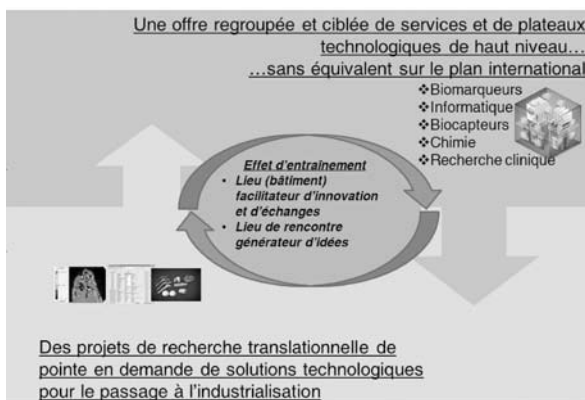 Une offre regroupée et ciblée de services et de plateaux
technologiques de haut niveau…
…sans équivalent sur le plan international
❖Biomarqueurs
❖Informatique
❖Biocapteurs
❖Chimie
❖Recherche clinique
Effet d'entraînement
• Lieu (bâtiment)
facilitateur d'innovation
et d'échanges
• Lieu de rencontre
générateur d'idées
Des projets de recherche translationnelle de
pointe en demande de solutions technologiques
pour le passage à l'industrialisation